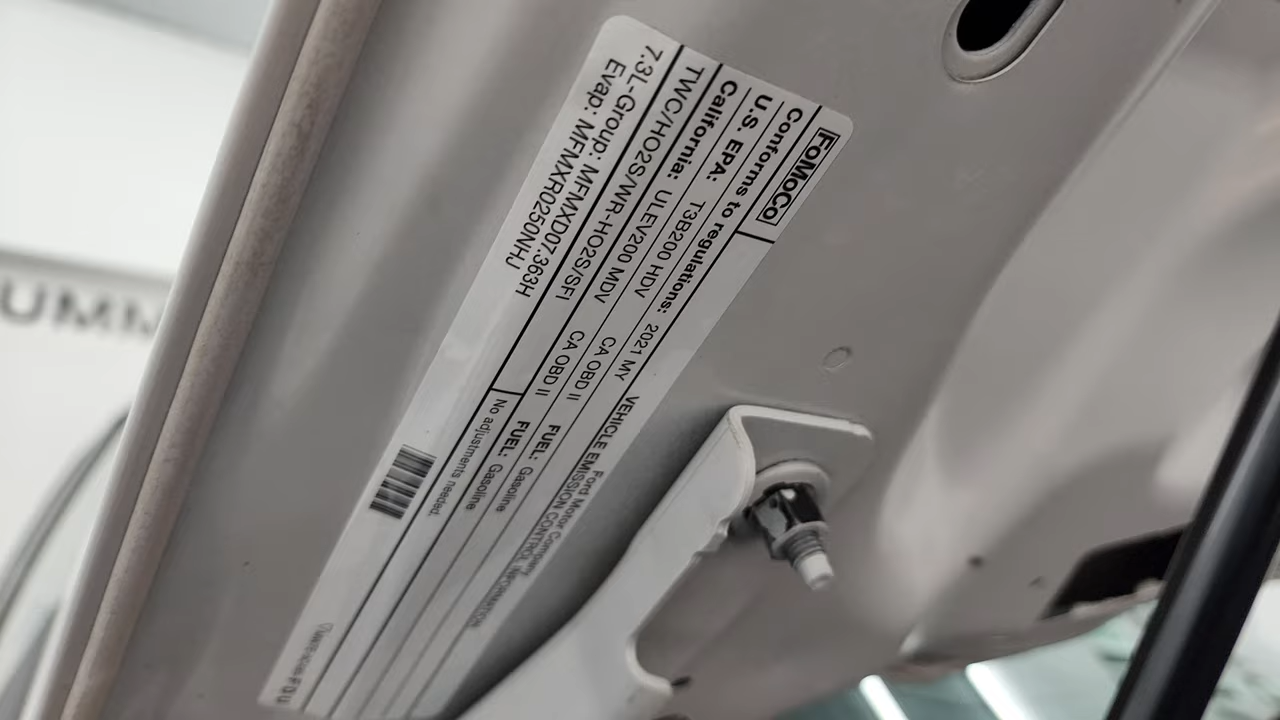 FoMoCo
Ford Motor Company
VEHICLE EMISSION CONTROL INFORMATION
Conforms to regulations: 2021 MY
U.S. EPA: T3B200 HDV CA OBD II FUEL: Gasoline
California: ULEV200 MDV CA OBD II FUEL: Gasoline
TWC/HO2S/WR-HO2S/SFI No adjustments needed.
7.3L-Group: MFMXD07.363H
Evap: MFMXR0250NHJ
UMM